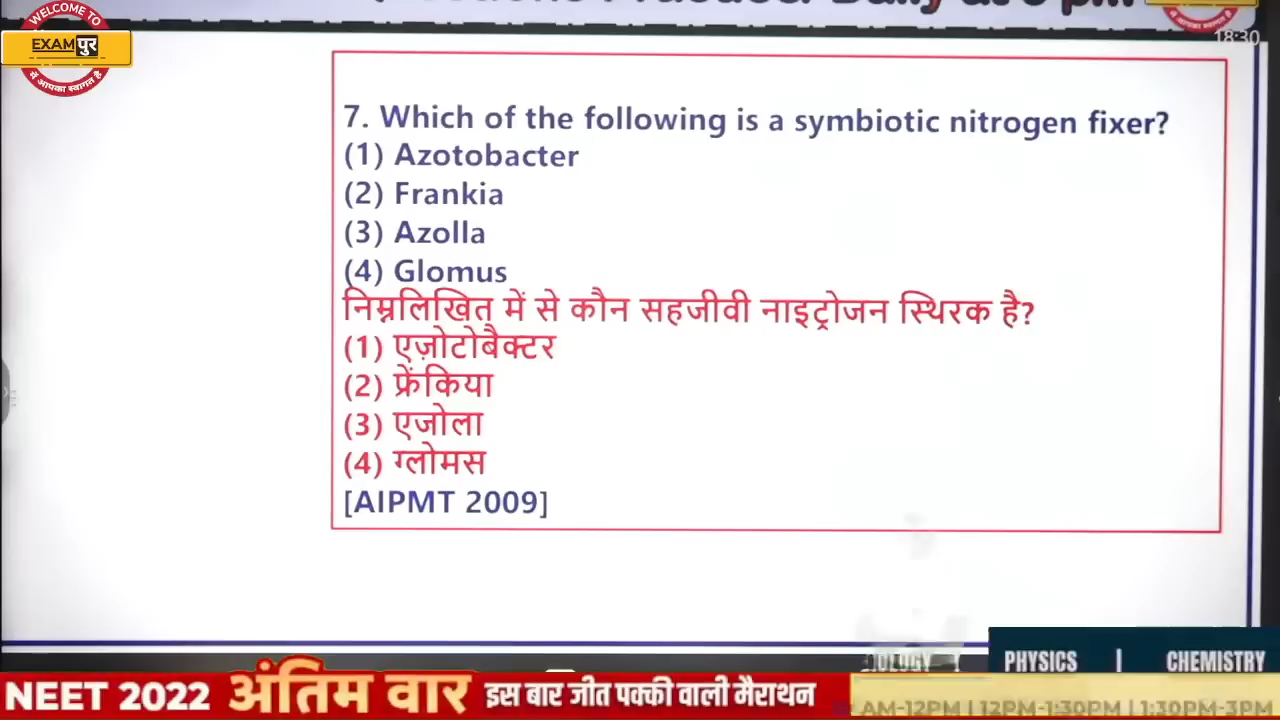 WELCOME TO
EXAMपुर
में आपका स्वागत है
18:30
7. Which of the following is a symbiotic nitrogen fixer?
(1) Azotobacter
(2) Frankia
(3) Azolla
(4) Glomus
निम्नलिखित में से कौन सहजीवी नाइट्रोजन स्थिरक है?
(1) एज़ोटोबैक्टर
(2) फ्रेंकिया
(3) एजोला
(4) ग्लोमस
[AIPMT 2009]
PHYSICS | CHEMISTRY
NEET 2022 अंतिम वार इस बार जीत पक्की वाली मैराथन
AM-12PM | 12PM-1:30PM | 1:30PM-3PM